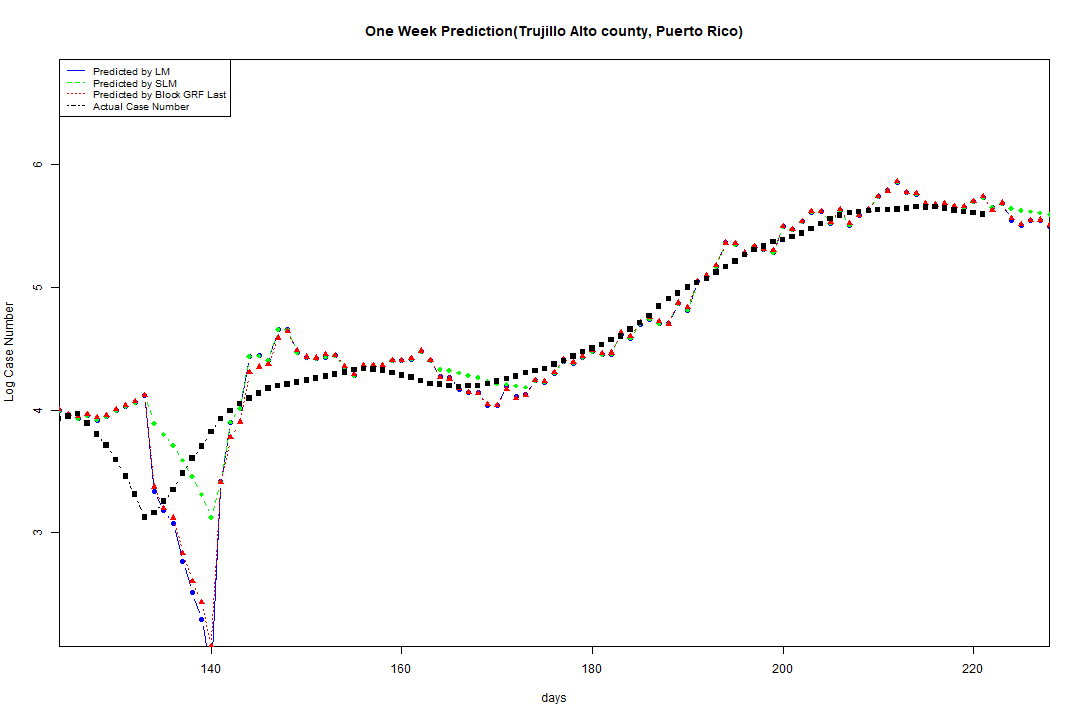 One Week Prediction(Trujillo Alto county, Puerto Rico)
Predicted by LM
Predicted by SLM
Predicted by Block GRF Last
Actual Case Number
6
5
4
3
Log Case Number
140 160 180 200 220
days